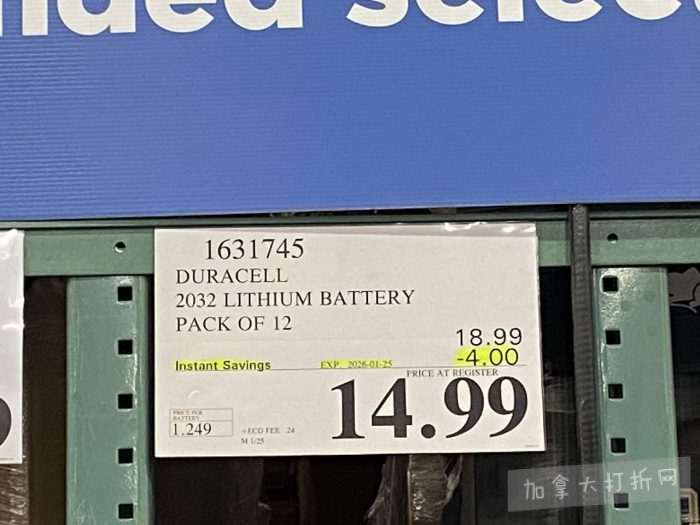 nded selec
1631745
DURACELL
2032 LITHIUM BATTERY
PACK OF 12
18.99
Instant Savings EXP. 2026-01-25 -4.00
PRICE AT REGISTER
14.99
PRICE PER
BATTERY
1.249
+ECO FEE .24
M 1/25
加拿大打折网